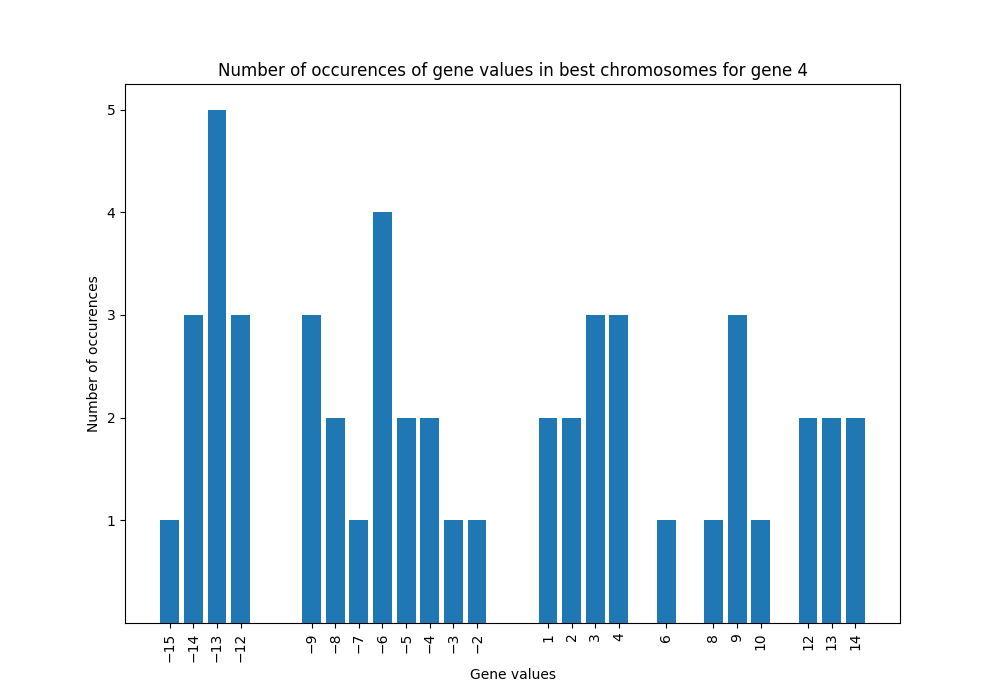 Number of occurences of gene values in best chromosomes for gene 4
Number of occurences
5
4
3
2
1
−15 −14 −13 −12 −9 −8 −7 −6 −5 −4 −3 −2 1 2 3 4 6 8 9 10 12 13 14
Gene values